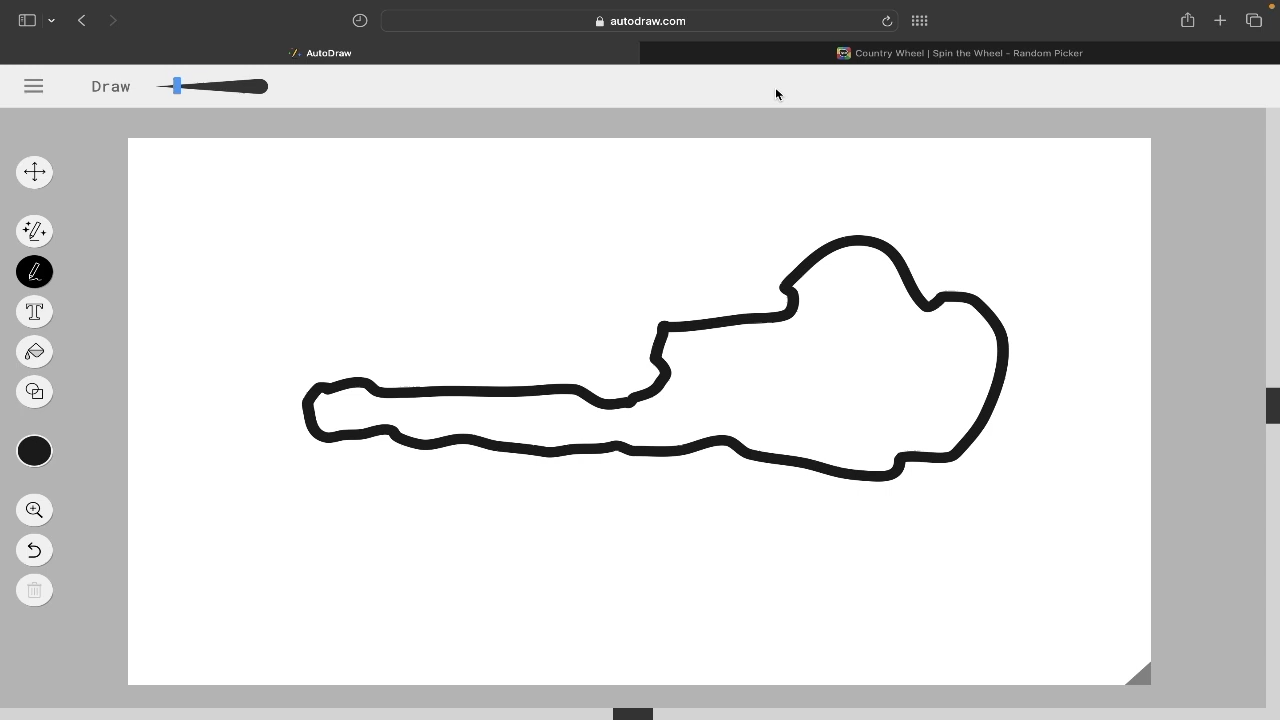 autodraw.com
AutoDraw
Country Wheel | Spin the Wheel - Random Picker
Draw
T